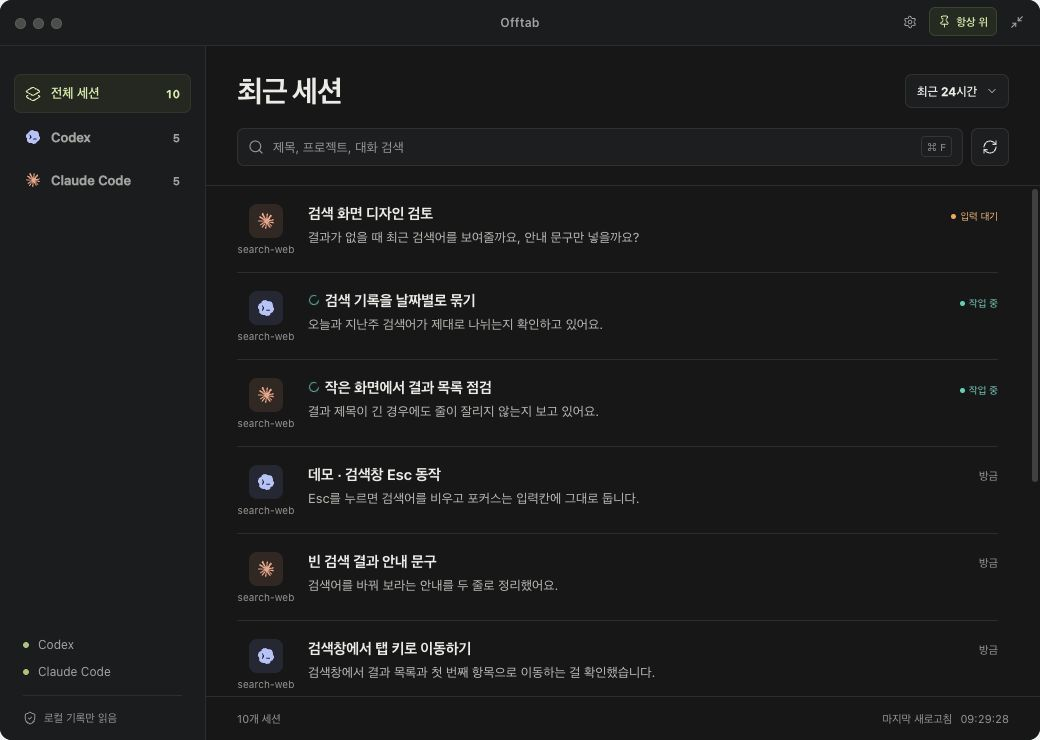 Offtab
항상 위
전체 세션 10
Codex 5
Claude Code 5
Codex
Claude Code
로컬 기록만 읽음
최근 세션
최근 24시간
제목, 프로젝트, 대화 검색
⌘ F
검색 화면 디자인 검토
입력 대기
결과가 없을 때 최근 검색어를 보여줄까요, 안내 문구만 넣을까요?
search-web
검색 기록을 날짜별로 묶기
작업 중
오늘과 지난주 검색어가 제대로 나뉘는지 확인하고 있어요.
search-web
작은 화면에서 결과 목록 점검
작업 중
결과 제목이 긴 경우에도 줄이 잘리지 않는지 보고 있어요.
search-web
데모 · 검색창 Esc 동작
방금
Esc를 누르면 검색어를 비우고 포커스는 입력칸에 그대로 둡니다.
search-web
빈 검색 결과 안내 문구
방금
검색어를 바꿔 보라는 안내를 두 줄로 정리했어요.
search-web
검색창에서 탭 키로 이동하기
방금
검색창에서 결과 목록과 첫 번째 항목으로 이동하는 걸 확인했습니다.
search-web
10개 세션
마지막 새로고침 09:29:28